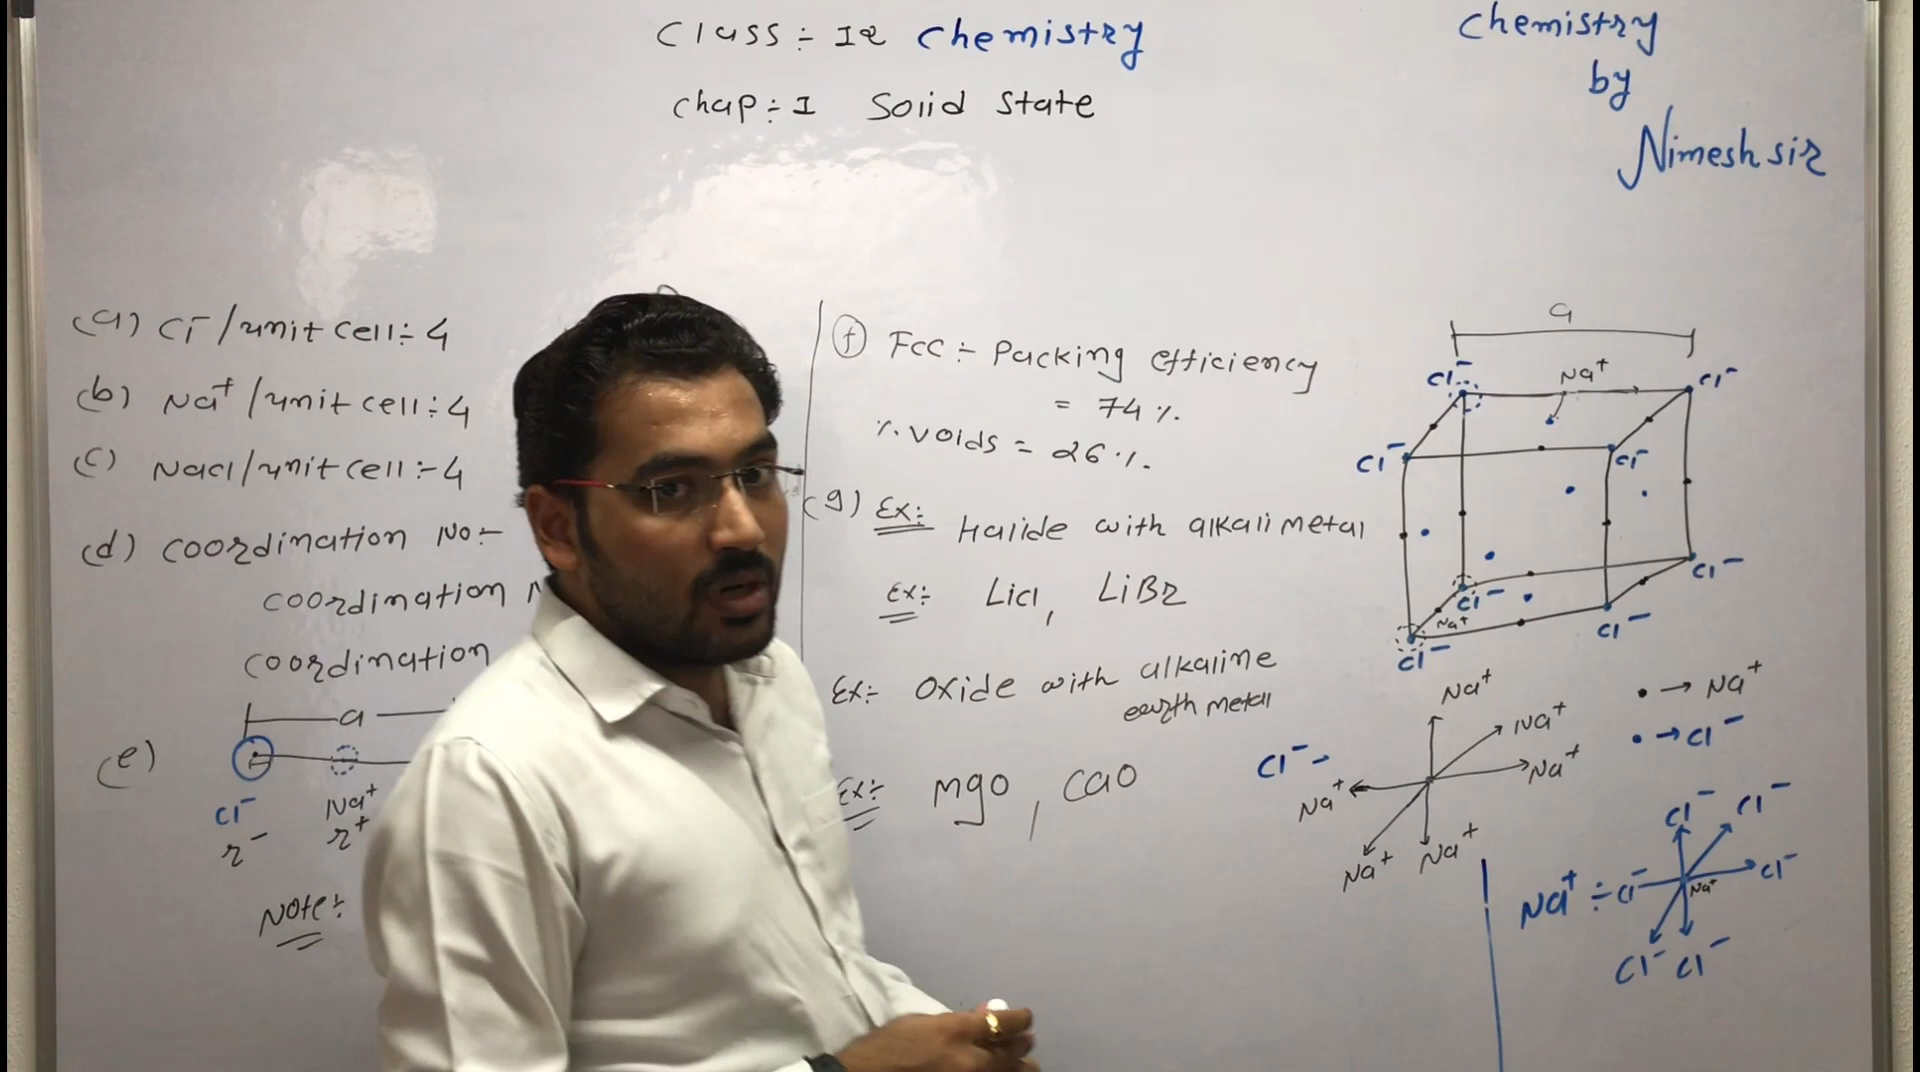 Class÷ 12 Chemistry
Chap÷ 1 Solid State
Chemistry
by
Nimesh sir
(a) Cl⁻/unit cell÷ 4
(b) Na⁺/unit cell÷ 4
(c) NaCl/unit cell÷ 4
(d) Coordination No÷
Coordination
Coordination
(e)
a
Cl⁻ Na⁺
r⁻ r⁺
Note÷
(f) Fcc÷ Packing efficiency
= 74 %.
% voids = 26 %.
(g) Ex÷ Halide with alkali metal
Ex÷ LiCl, LiBr
Ex÷ Oxide with alkaline
earth metal
Ex÷ MgO, CaO
a
Cl⁻ Na⁺ Cl⁻
Cl⁻ Cl⁻
Cl⁻ Cl⁻
Na⁺
Cl⁻ Cl⁻
• → Na⁺
• → Cl⁻
Cl⁻ -
Na⁺
Na⁺
Na⁺
Na⁺
Na⁺ Na⁺
Na⁺ ÷
Cl⁻ Cl⁻
Cl⁻ Na⁺ Cl⁻
Cl⁻ Cl⁻